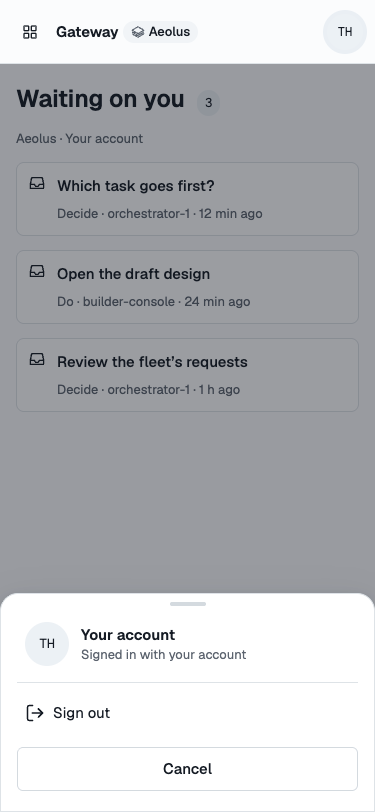 Gateway Aeolus TH
Waiting on you 3
Aeolus · Your account
Which task goes first?
Decide · orchestrator-1 · 12 min ago
Open the draft design
Do · builder-console · 24 min ago
Review the fleet's requests
Decide · orchestrator-1 · 1 h ago
TH Your account
Signed in with your account
Sign out
Cancel